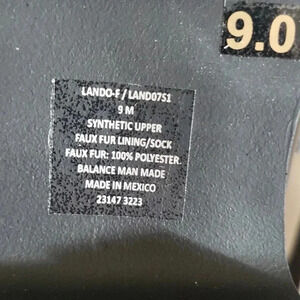 9.0
LANDO-F / LAND07S1
9 M
SYNTHETIC UPPER
FAUX FUR LINING/SOCK
FAUX FUR: 100% POLYESTER.
BALANCE MAN MADE
MADE IN MEXICO
23147 3223